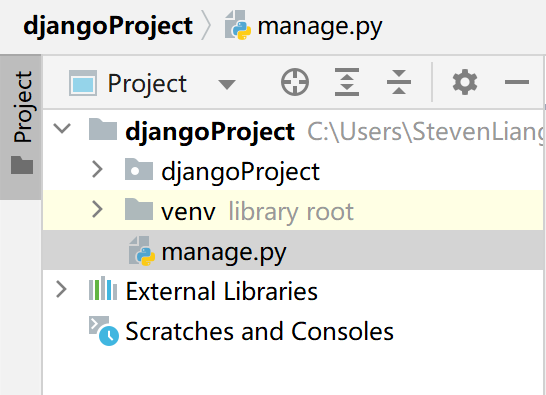 djangoProject manage.py
Project
Project
djangoProject C:\Users\StevenLiang
djangoProject
venv library root
manage.py
External Libraries
Scratches and Consoles